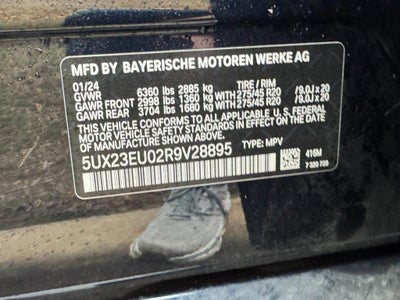 MFD BY BAYERISCHE MOTOREN WERKE AG
01/24 TIRE / RIM
GVWR 6360 lbs 2885 kg
GAWR FRONT 2998 lbs 1360 kg WITH 275/45 R20 /9.0J x 20
GAWR REAR 3704 lbs 1680 kg WITH 275/45 R20 /9.0J x 20
THIS VEHICLE CONFORMS TO ALL APPLICABLE U. S. FEDERAL
MOTOR VEHICLE SAFETY STANDARDS IN EFFECT ON THE
DATE OF MANUFACTURE SHOWN ABOVE.
5UX23EU02R9V28895 TYPE: MPV
416M